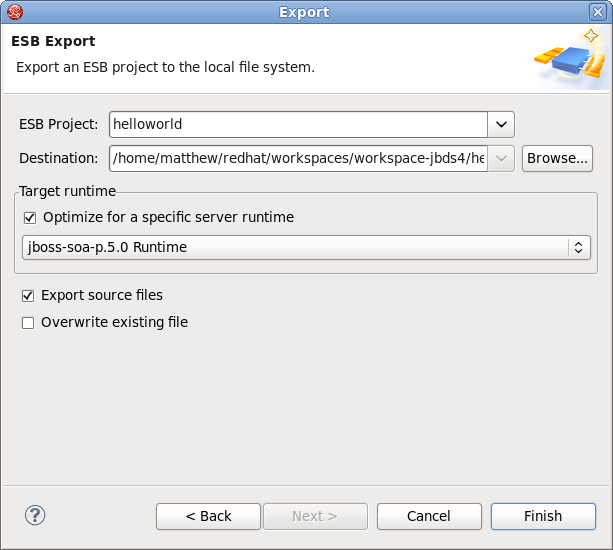 Export
ESB Export
Export an ESB project to the local file system.
ESB Project: helloworld
Destination: /home/matthew/redhat/workspaces/workspace-jbds4/he Browse...
Target runtime
Optimize for a specific server runtime
jboss-soa-p.5.0 Runtime
Export source files
Overwrite existing file
? < Back Next > Cancel Finish